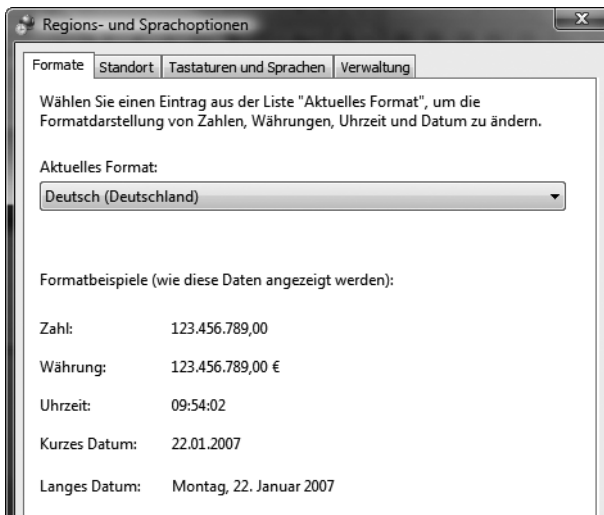 Regions- und Sprachoptionen
Formate Standort Tastaturen und Sprachen Verwaltung
Wählen Sie einen Eintrag aus der Liste "Aktuelles Format", um die
Formatdarstellung von Zahlen, Währungen, Uhrzeit und Datum zu ändern.
Aktuelles Format:
Deutsch (Deutschland)
Formatbeispiele (wie diese Daten angezeigt werden):
Zahl: 123.456.789,00
Währung: 123.456.789,00 €
Uhrzeit: 09:54:02
Kurzes Datum: 22.01.2007
Langes Datum: Montag, 22. Januar 2007